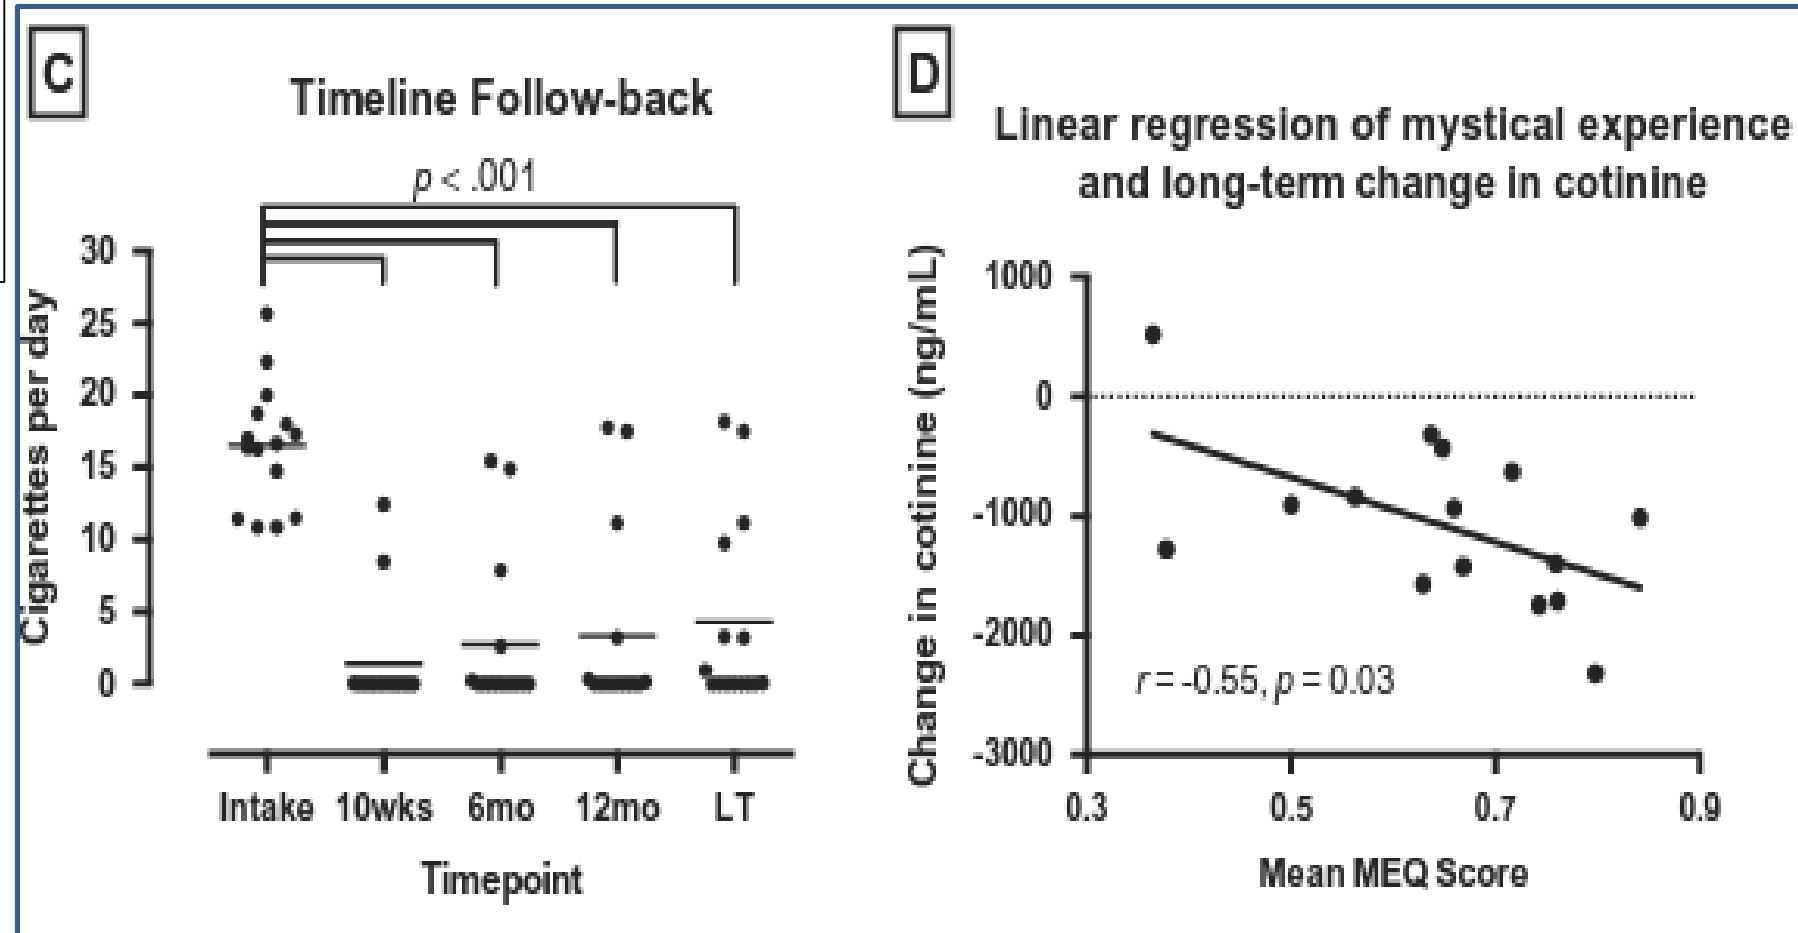 C
Timeline Follow-back
p < .001
30
25
20
15
10
5
0
Cigarettes per day
Intake 10wks 6mo 12mo LT
Timepoint
D
Linear regression of mystical experience
and long-term change in cotinine
1000
0
-1000
-2000
-3000
Change in cotinine (ng/mL)
r = -0.55, p = 0.03
0.3 0.5 0.7 0.9
Mean MEQ Score